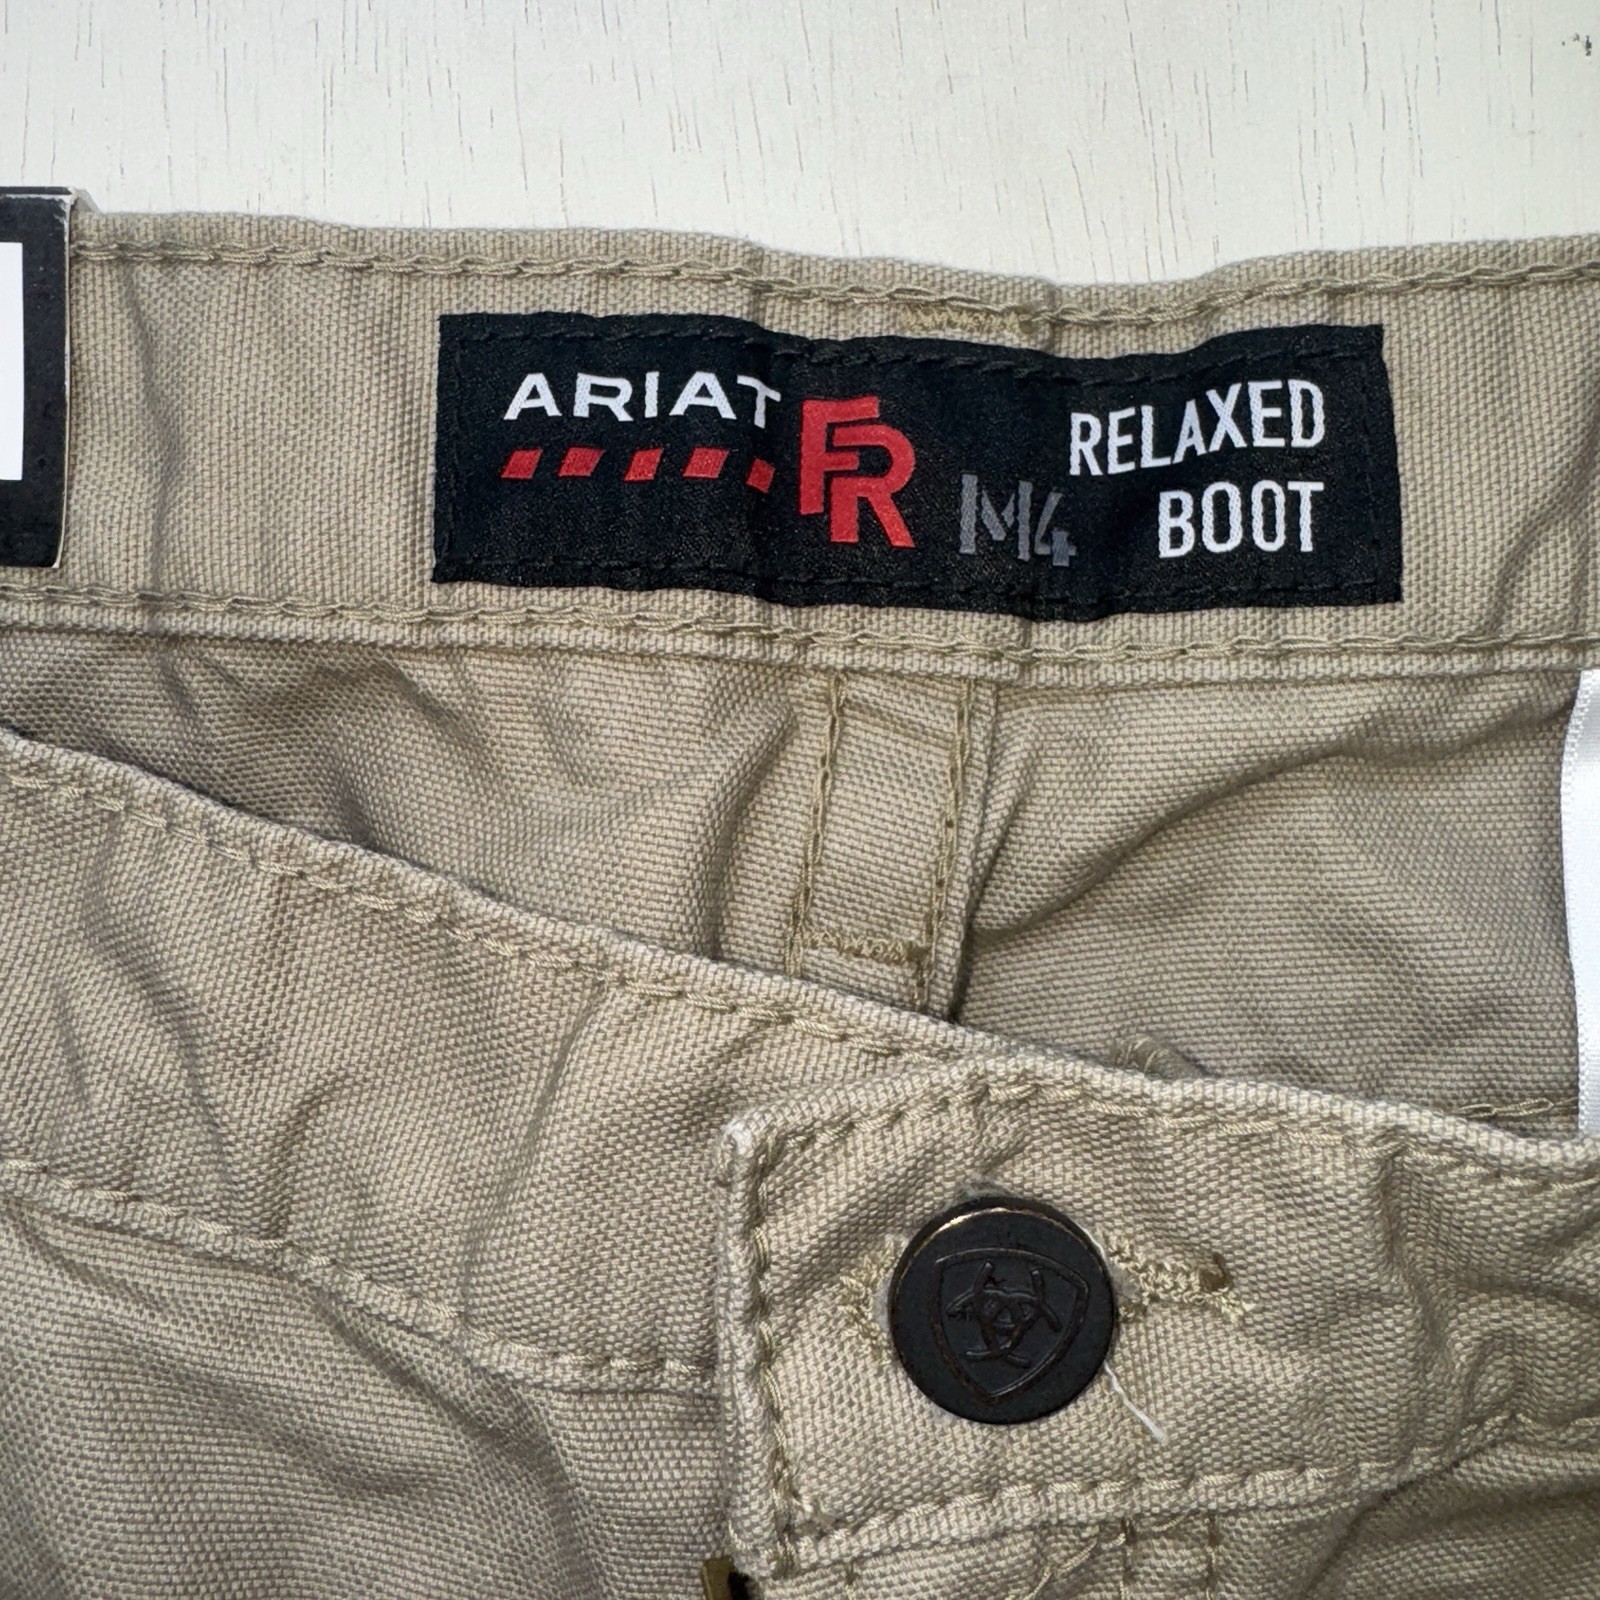 ARIAT
FR
M4
RELAXED
BOOT